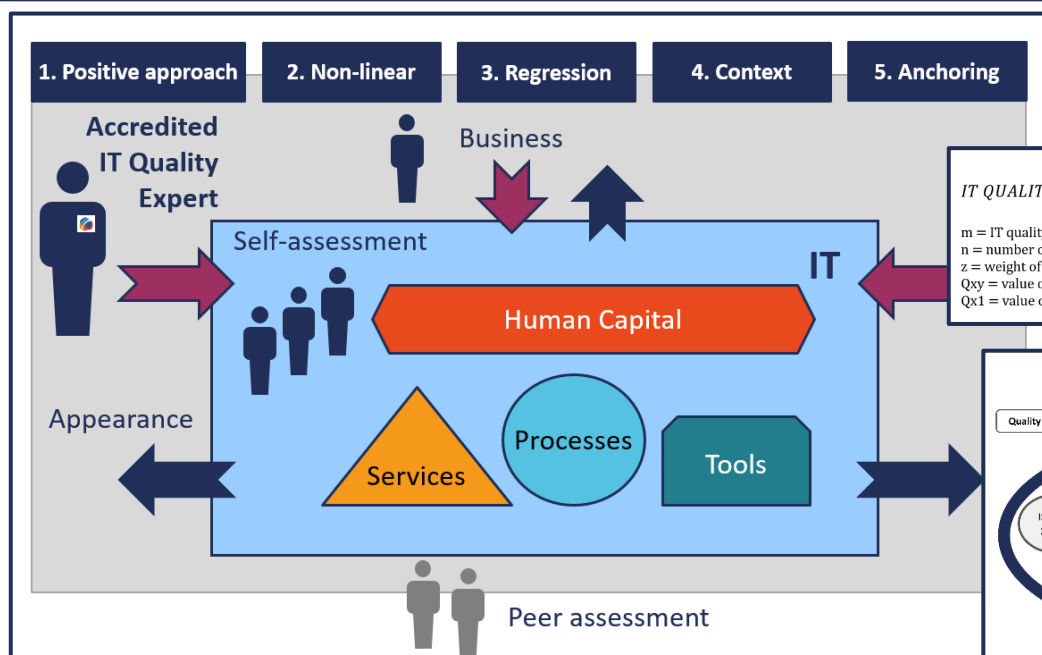 1. Positive approach
2. Non-linear
3. Regression
4. Context
5. Anchoring
Accredited
IT Quality
Expert
Business
Self-assessment
IT
Human Capital
Appearance
Services
Processes
Tools
Peer assessment
IT QUALIT
m = IT quality
n = number o
z = weight of
Qxy = value o
Qx1 = value o
Quality